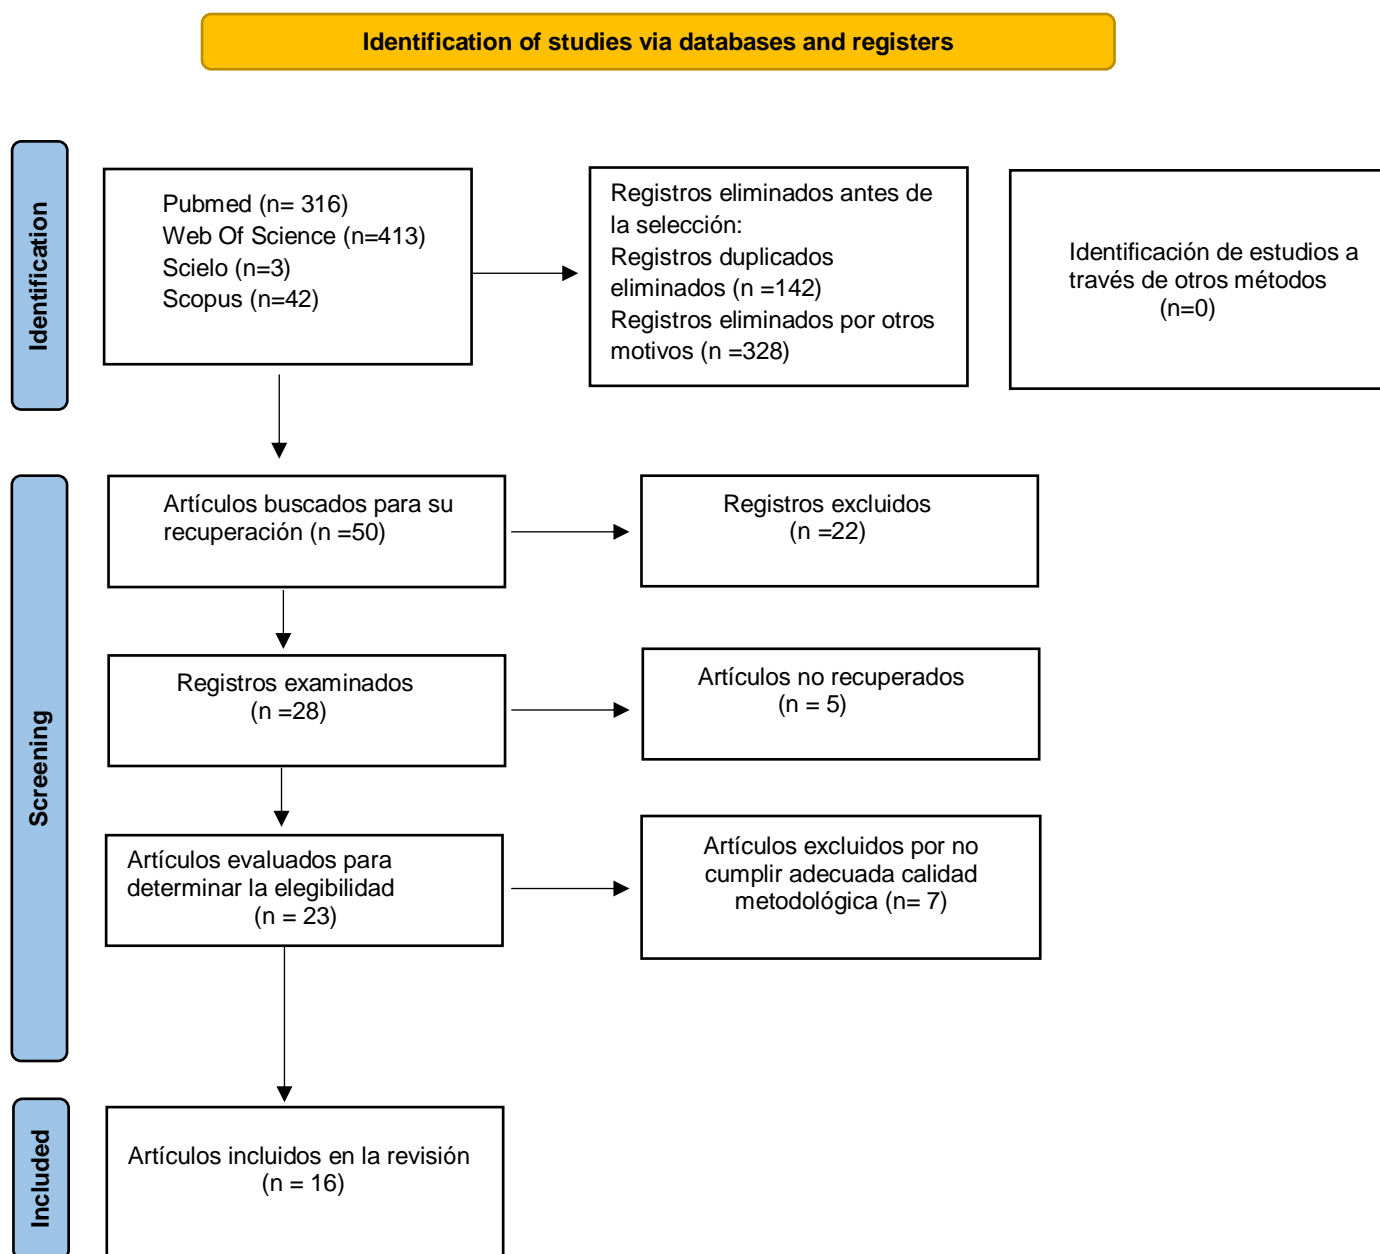 Identification of studies via databases and registers
Identification
Pubmed (n= 316)
Web Of Science (n=413)
Scielo (n=3)
Scopus (n=42)
Registros eliminados antes de
la selección:
Registros duplicados
eliminados (n =142)
Registros eliminados por otros
motivos (n =328)
Identificación de estudios a
través de otros métodos
(n=0)
Screening
Artículos buscados para su
recuperación (n =50)
Registros excluidos
(n =22)
Registros examinados
(n =28)
Artículos no recuperados
(n = 5)
Artículos evaluados para
determinar la elegibilidad
(n = 23)
Artículos excluidos por no
cumplir adecuada calidad
metodológica (n= 7)
Included
Artículos incluidos en la revisión
(n = 16)